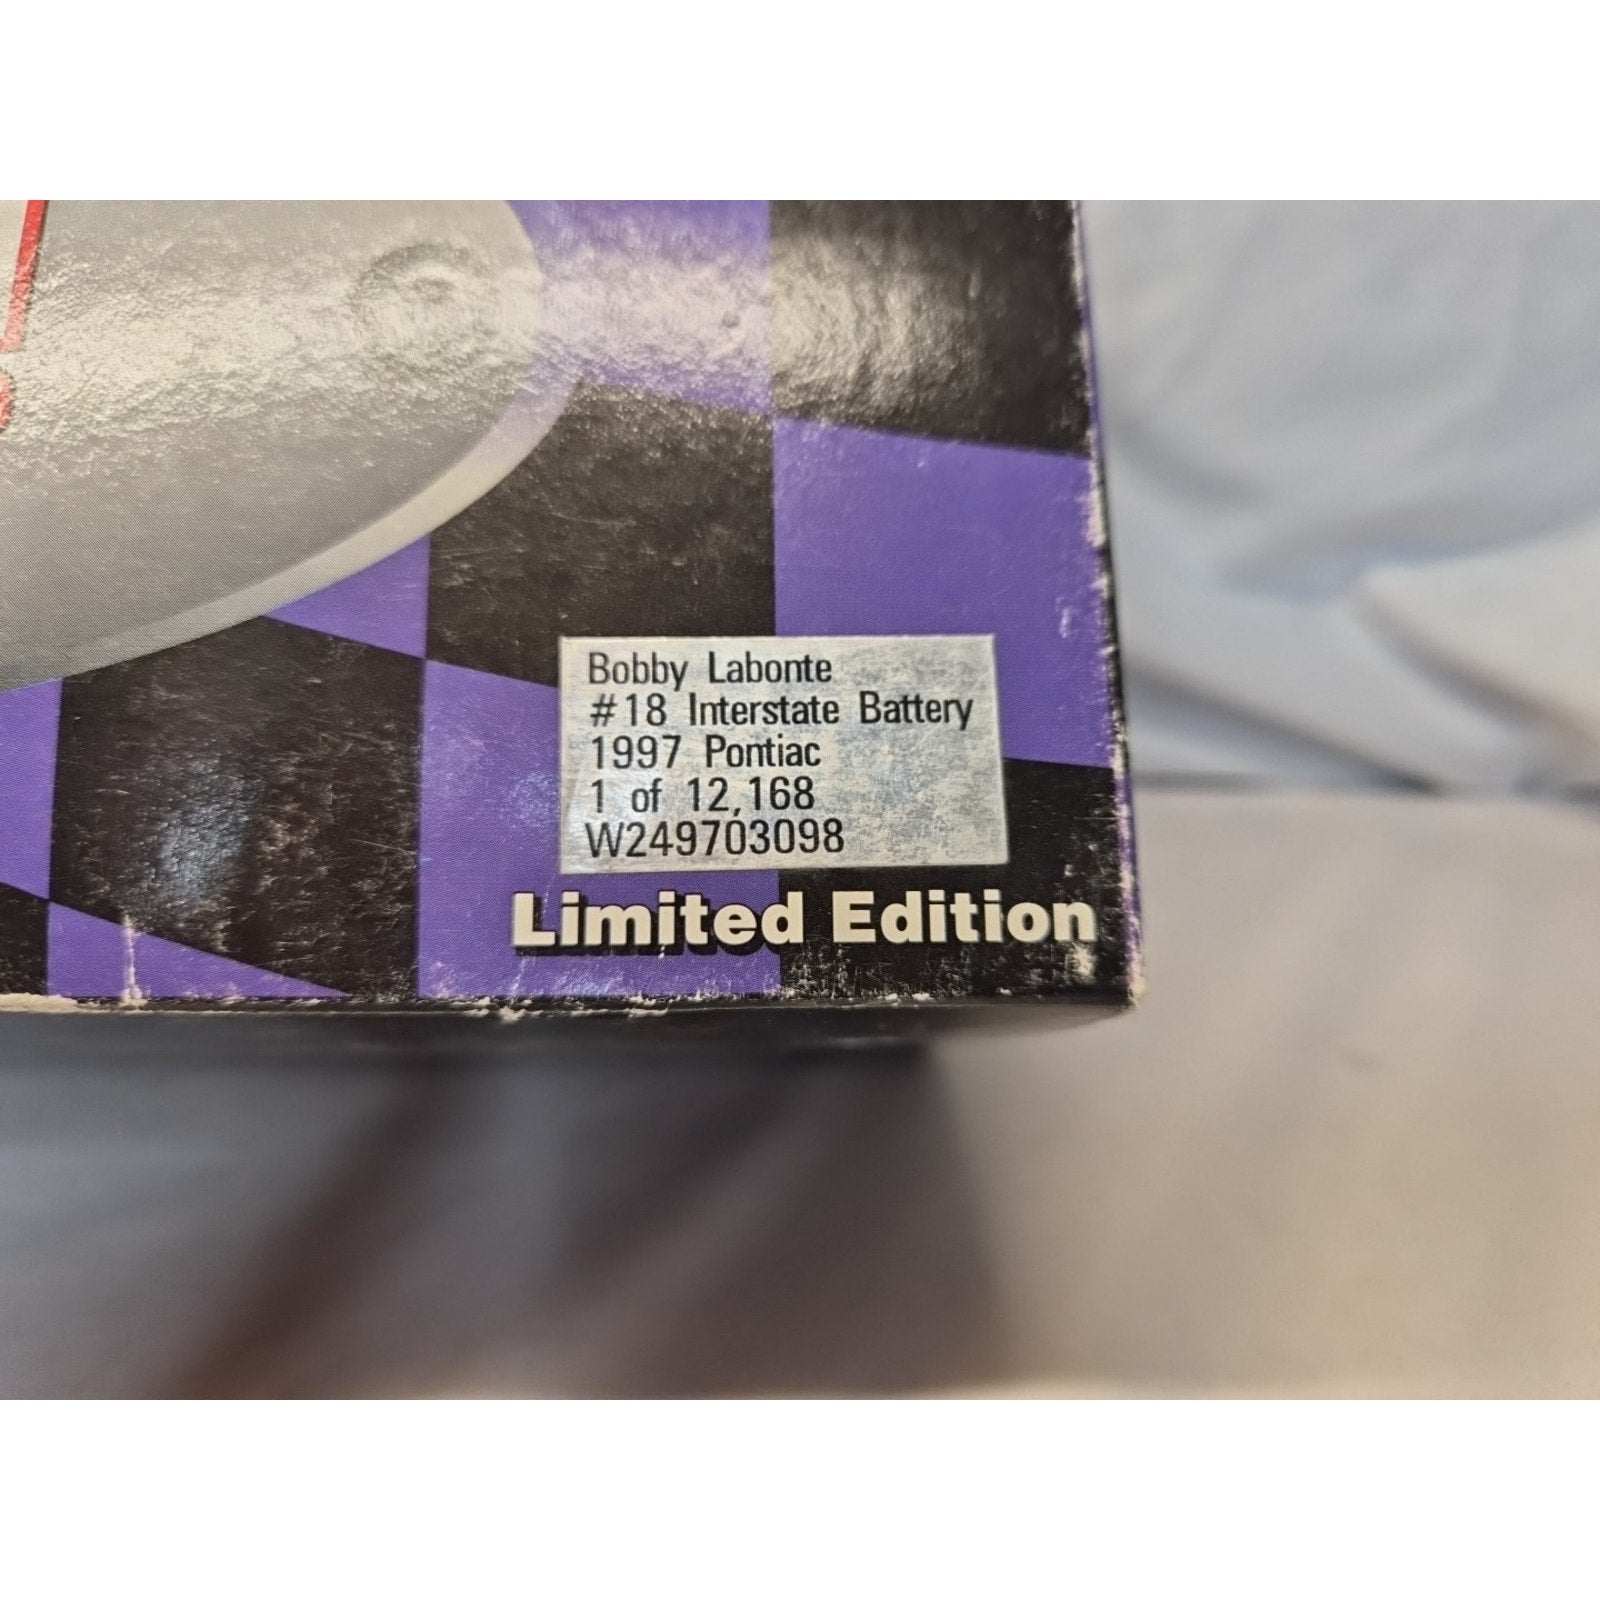 Bobby Labonte
#18 Interstate Battery
1997 Pontiac
1 of 12,168
W249703098
Limited Edition